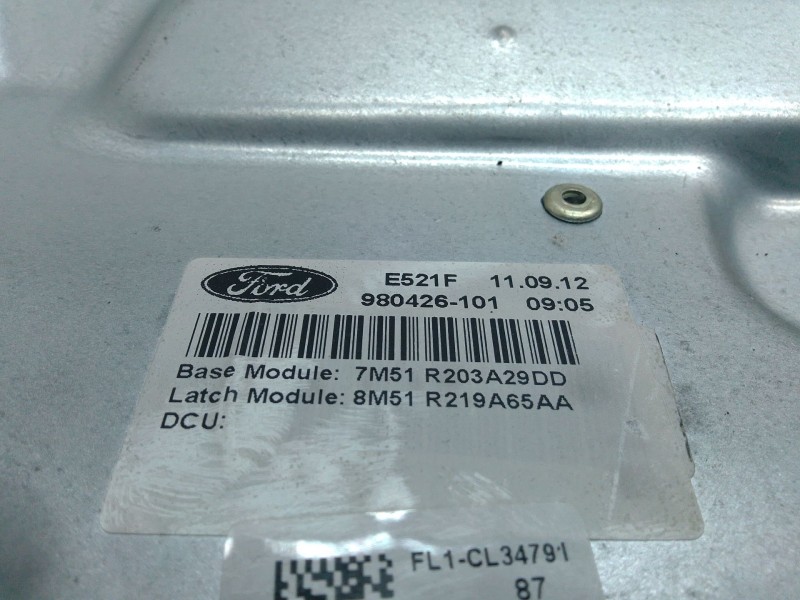 Ford E521F 11.09.12
980426-101 09:05
Base Module: 7M51 R203A29DD
Latch Module: 8M51 R219A65AA
DCU:
FL1-CL34791
87